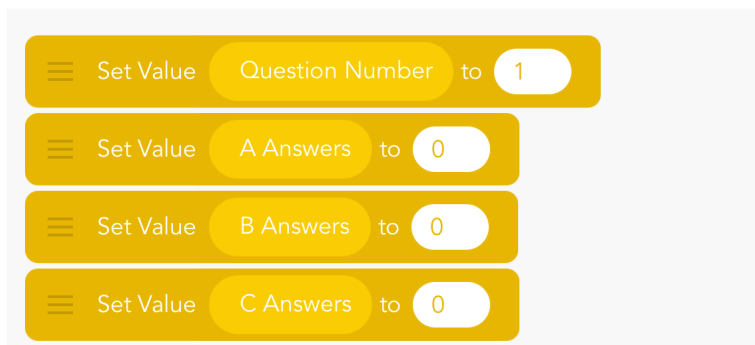 Set Value Question Number to 1
Set Value A Answers to 0
Set Value B Answers to 0
Set Value C Answers to 0